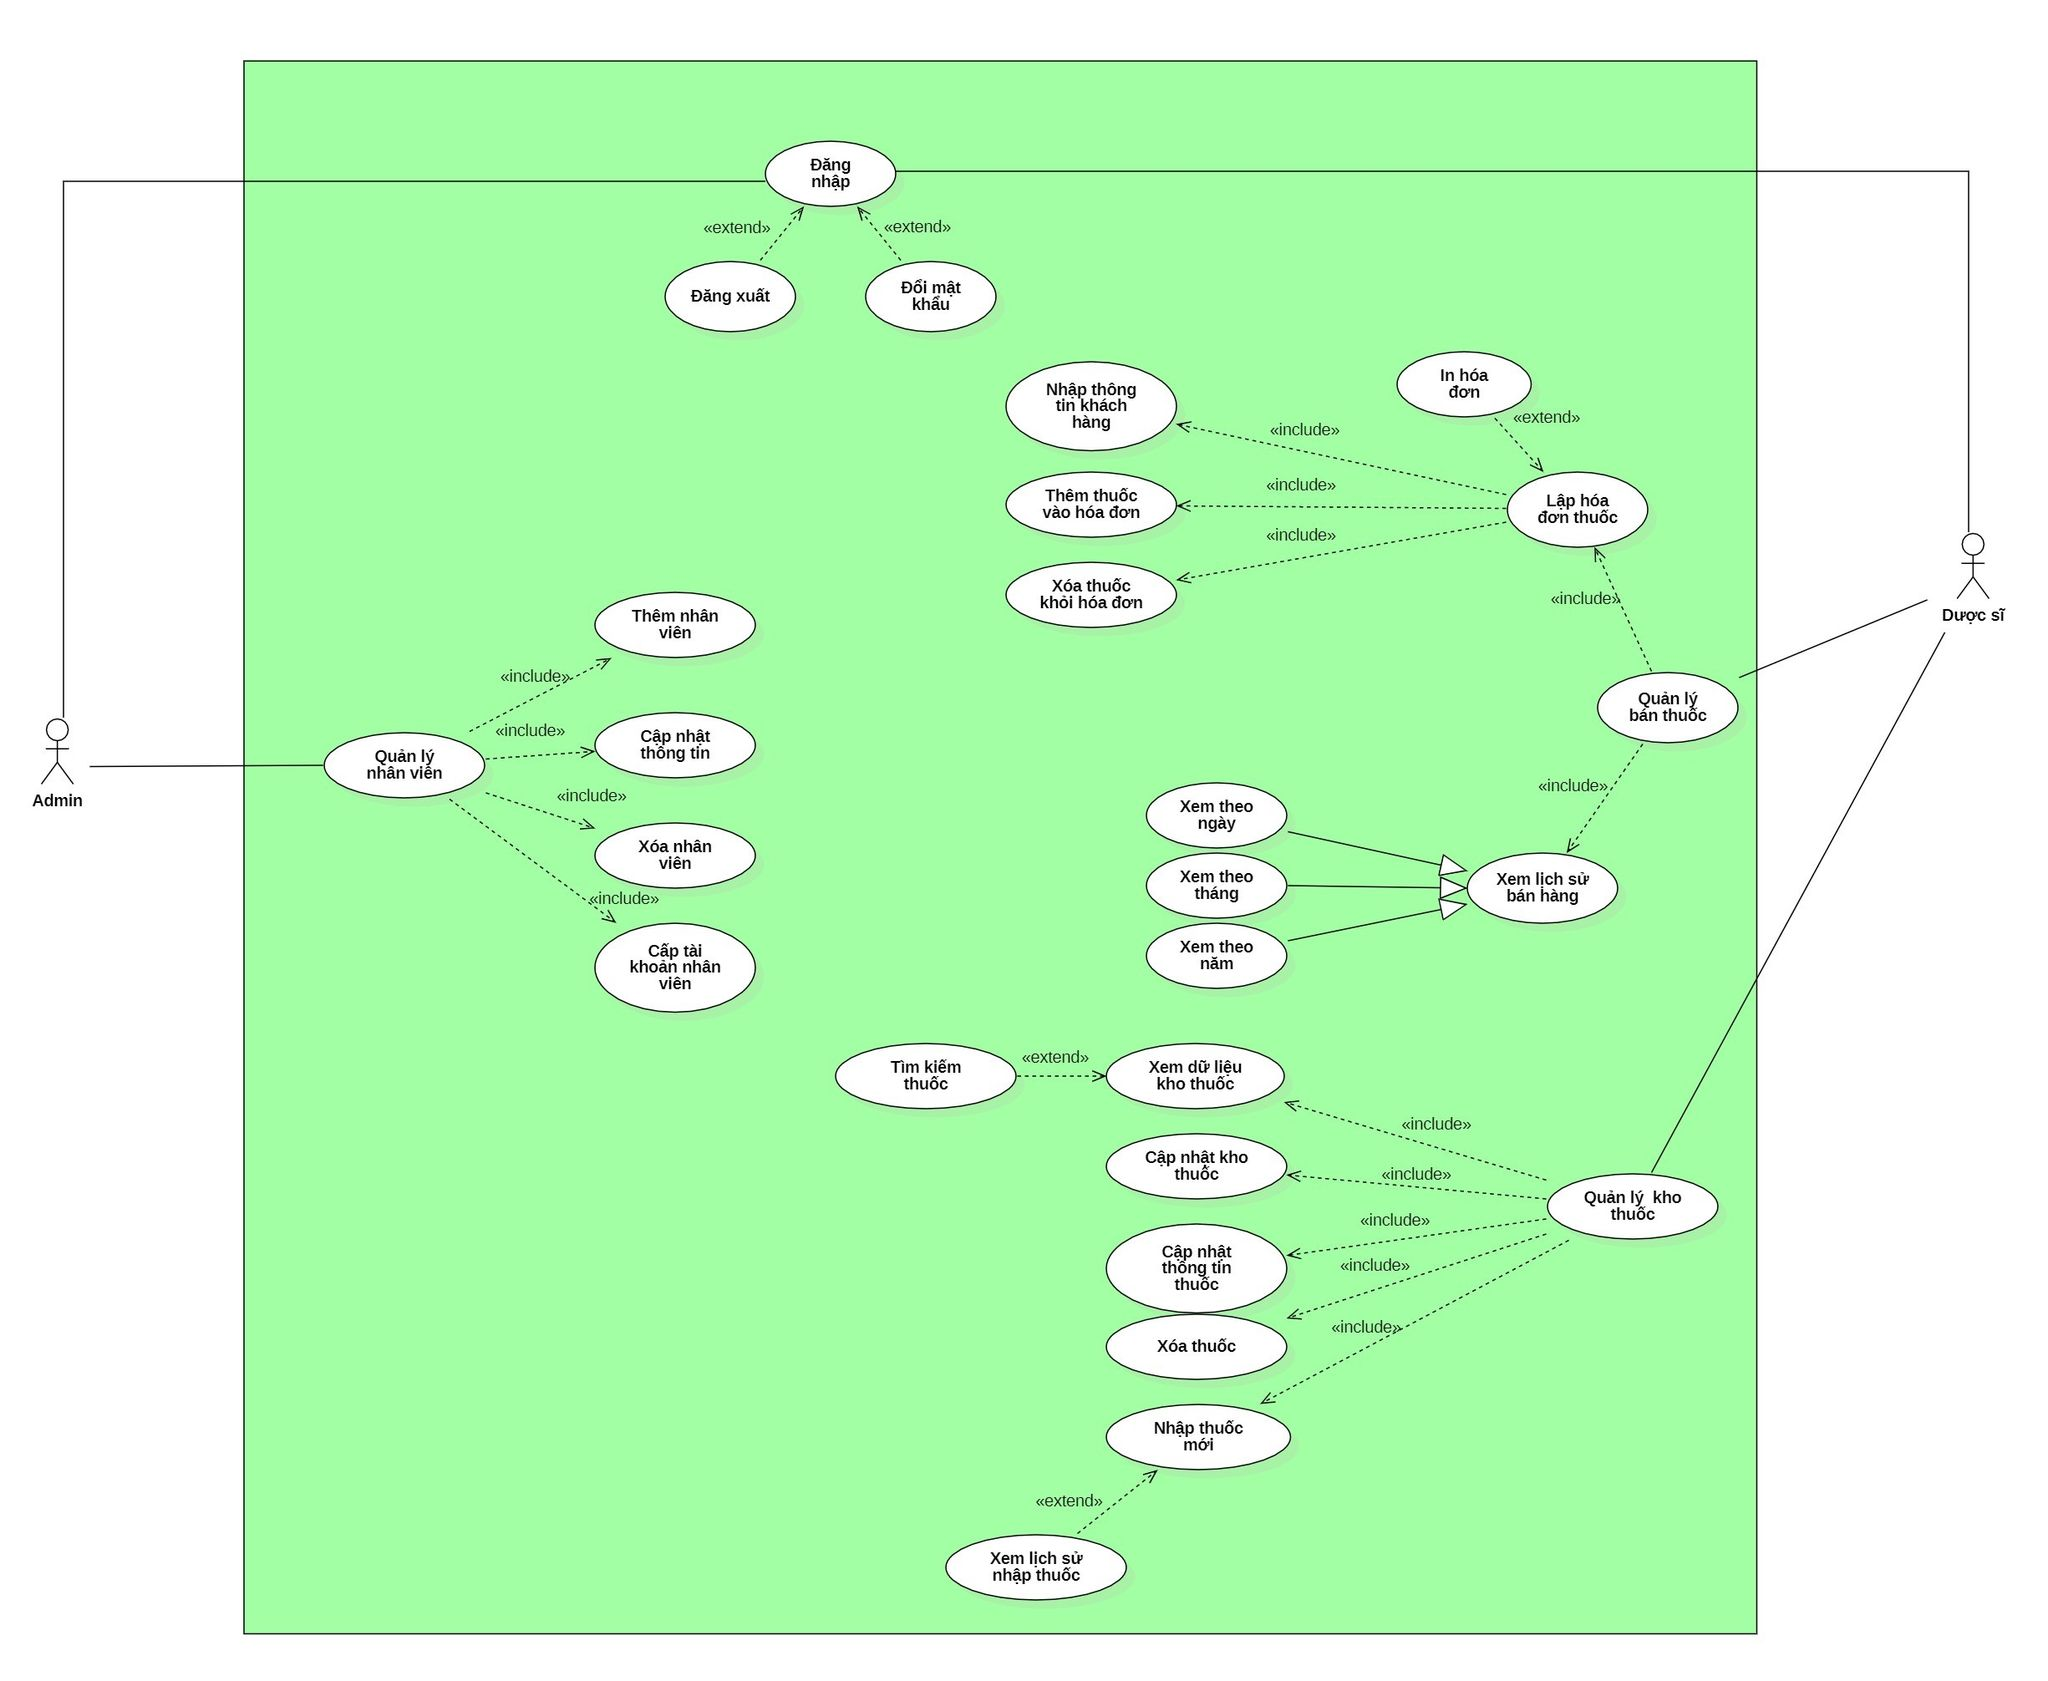 Đăng
nhập
«extend»
«extend»
Đăng xuất
Đổi mật
khẩu
Nhập thông
tin khách
hàng
In hóa
đơn
«extend»
«include»
Thêm thuốc
vào hóa đơn
«include»
Lập hóa
đơn thuốc
«include»
Xóa thuốc
khỏi hóa đơn
«include»
Dược sĩ
Thêm nhân
viên
«include»
Quản lý
bán thuốc
«include»
Cập nhật
thông tin
Quản lý
nhân viên
Admin
«include»
«include»
Xóa nhân
viên
«include»
Cấp tài
khoản nhân
viên
Xem theo
ngày
Xem theo
tháng
Xem theo
năm
Xem lịch sử
bán hàng
Tìm kiếm
thuốc
«extend»
Xem dữ liệu
kho thuốc
«include»
Cập nhật kho
thuốc
«include»
Quản lý  kho
thuốc
«include»
Cập nhật
thông tin
thuốc
«include»
Xóa thuốc
«include»
Nhập thuốc
mới
«extend»
Xem lịch sử
nhập thuốc